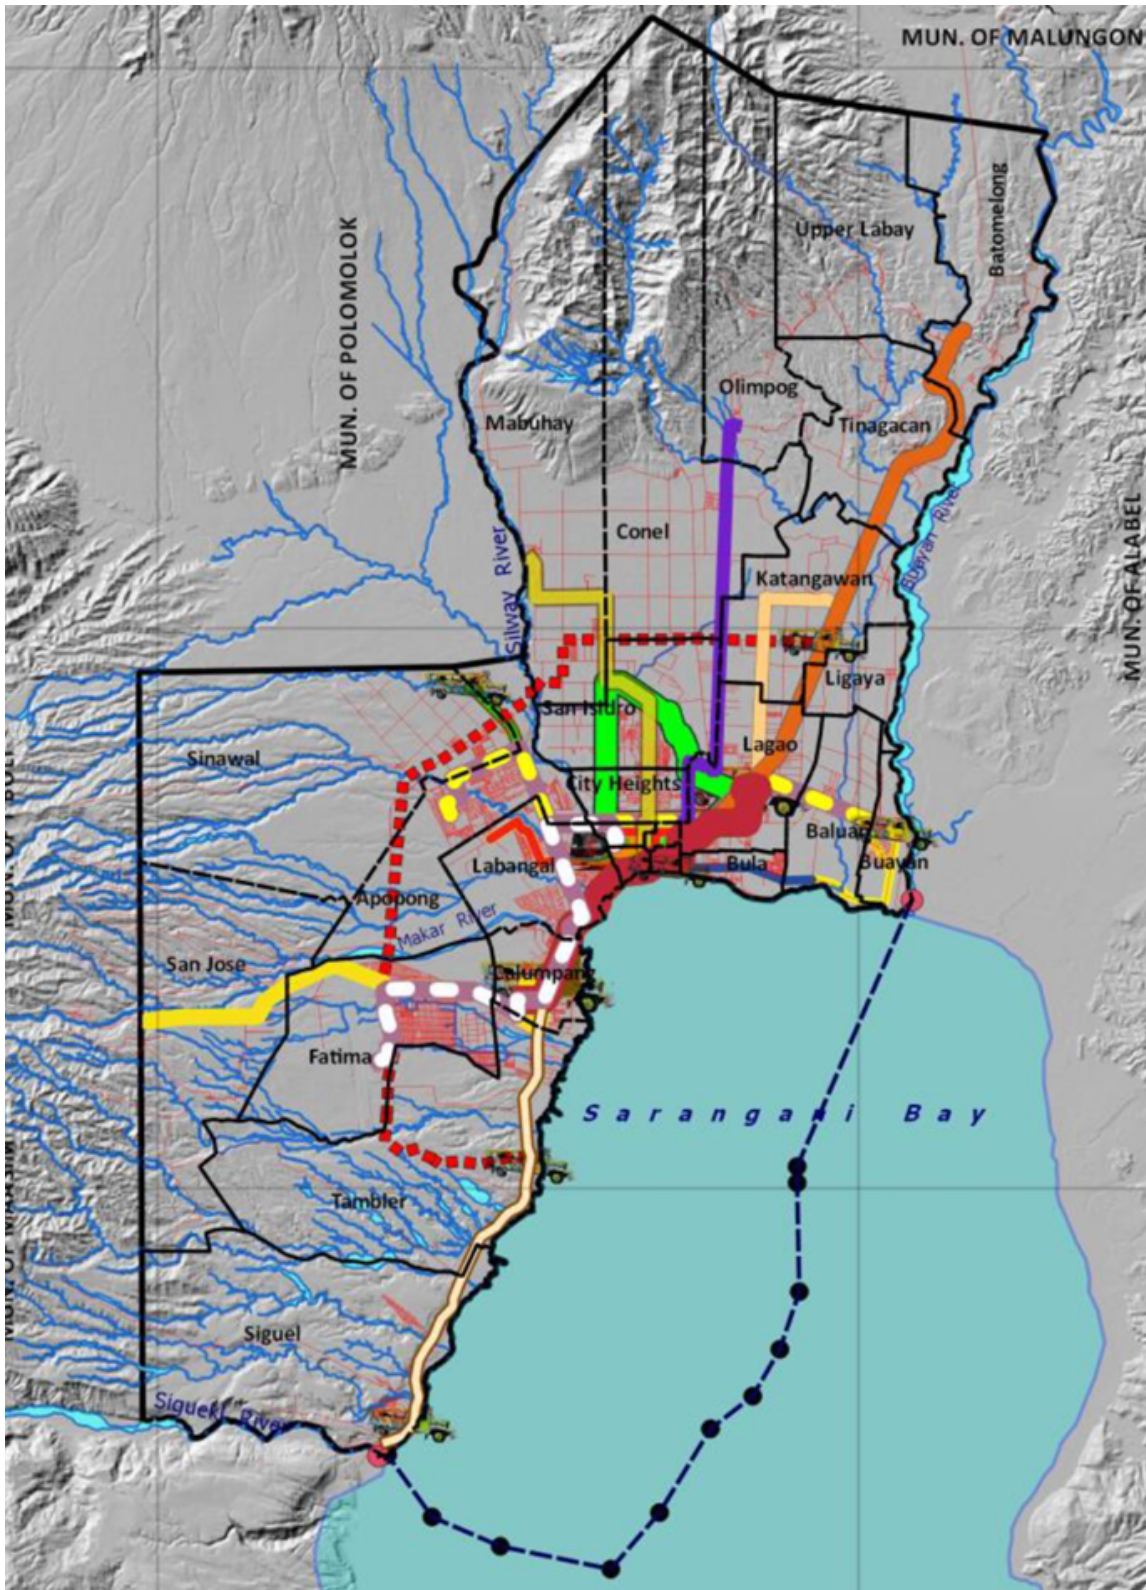 MUN. OF MALUNGON
Upper Labay
Batomelong
MUN. OF POLOMOLOK
Olimpog
Mabuhay
Tinagacan
Conel
Silway River
Buayan River
MUN. OF ALABEL
Katangawan
Ligaya
San Isidro
Lagao
Sinawal
City Heights
Baluan
Labangal
Bula
Buayan
Apopong
Makar River
San Jose
Calumpang
Fatima
Sarangani Bay
Tambler
Siguel
River